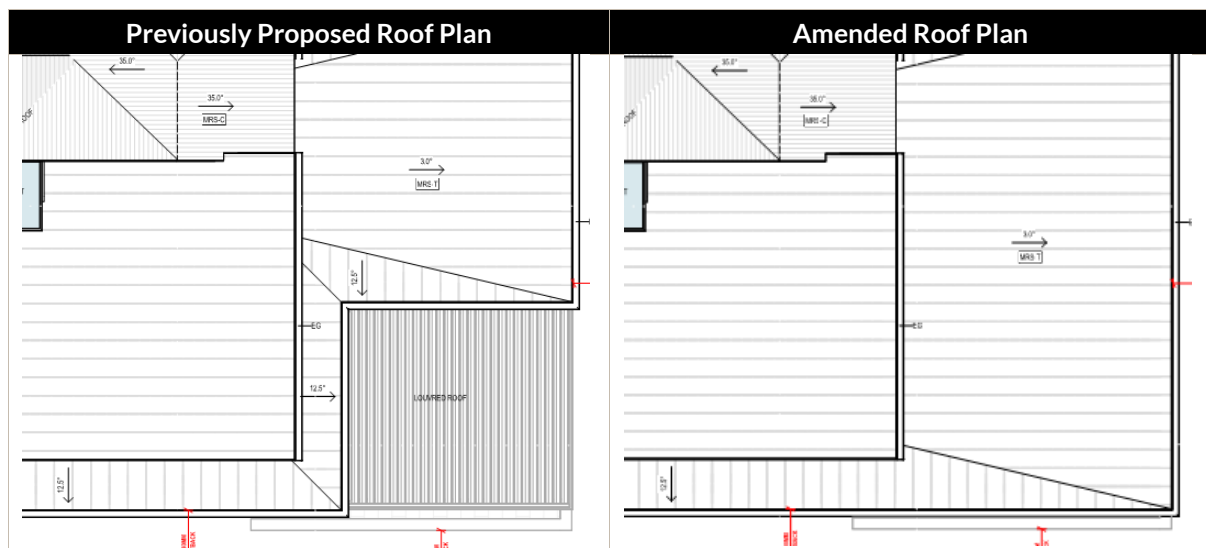 Previously Proposed Roof Plan
Amended Roof Plan
35.0°
35.0°
MRS-C
3.0°
MRS-T
12.5°
EG
12.5°
LOUVRED ROOF
12.5°
35.0°
35.0°
MRS-C
3.0°
MRS-T
EG
12.5°